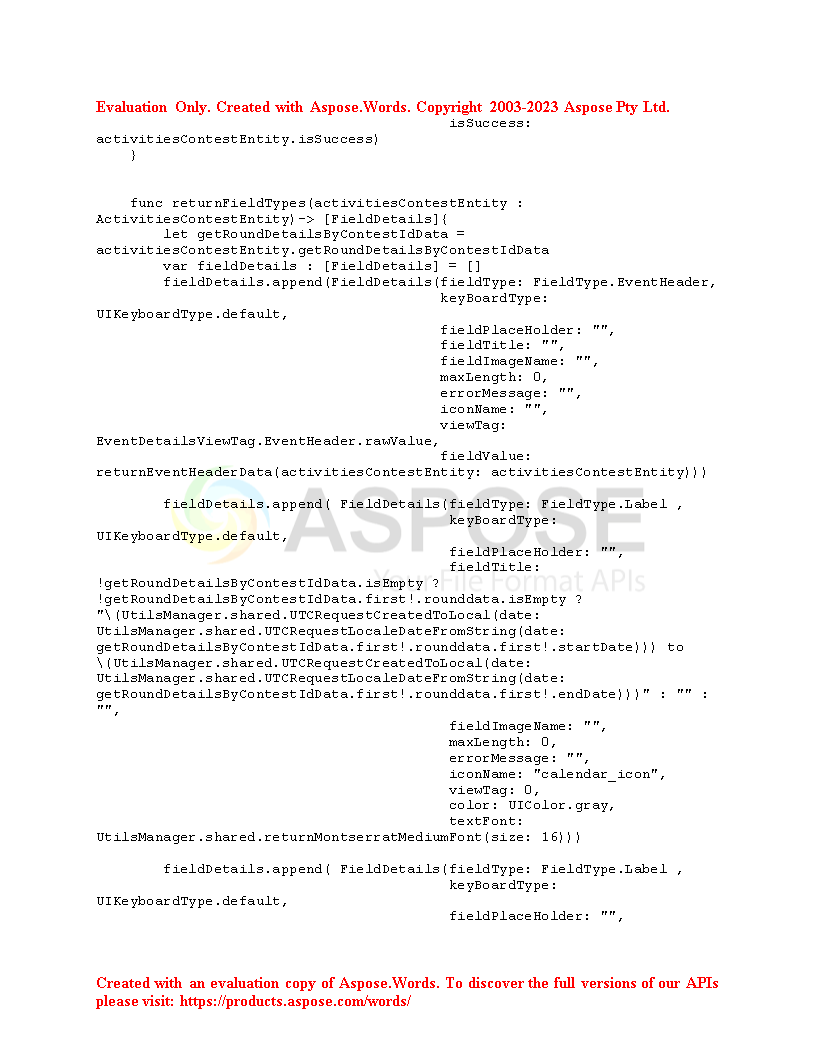 Evaluation Only. Created with Aspose.Words. Copyright 2003-2023 Aspose Pty Ltd.
isSuccess:
activitiesContestEntity.isSuccess)
}
func returnFieldTypes(activitiesContestEntity :
ActivitiesContestEntity)-> [FieldDetails]{
let getRoundDetailsByContestIdData =
activitiesContestEntity.getRoundDetailsByContestIdData
var fieldDetails : [FieldDetails] = []
fieldDetails.append(FieldDetails(fieldType: FieldType.EventHeader,
keyBoardType:
UIKeyboardType.default,
fieldPlaceHolder: "",
fieldTitle: "",
fieldImageName: "",
maxLength: 0,
errorMessage: "",
iconName: "",
viewTag:
EventDetailsViewTag.EventHeader.rawValue,
fieldValue:
returnEventHeaderData(activitiesContestEntity: activitiesContestEntity)))
ASPOSE
fieldDetails.append( FieldDetails(fieldType: FieldType.Label ,
keyBoardType:
UIKeyboardType.default,
fieldPlaceHolder: "",
fieldTitle:
Your File Format APIs
!getRoundDetailsByContestIdData.isEmpty ?
!getRoundDetailsByContestIdData.first!.rounddata.isEmpty ?
"\(UtilsManager.shared.UTCRequestCreatedToLocal(date:
UtilsManager.shared.UTCRequestLocaleDateFromString(date:
getRoundDetailsByContestIdData.first!.rounddata.first!.startDate))) to
\(UtilsManager.shared.UTCRequestCreatedToLocal(date:
UtilsManager.shared.UTCRequestLocaleDateFromString(date:
getRoundDetailsByContestIdData.first!.rounddata.first!.endDate)))" : "" :
"",
fieldImageName: "",
maxLength: 0,
errorMessage: "",
iconName: "calendar_icon",
viewTag: 0,
color: UIColor.gray,
textFont:
UtilsManager.shared.returnMontserratMediumFont(size: 16)))
fieldDetails.append( FieldDetails(fieldType: FieldType.Label ,
keyBoardType:
UIKeyboardType.default,
fieldPlaceHolder: "",
Created with an evaluation copy of Aspose.Words. To discover the full versions of our APIs
please visit: https://products.aspose.com/words/